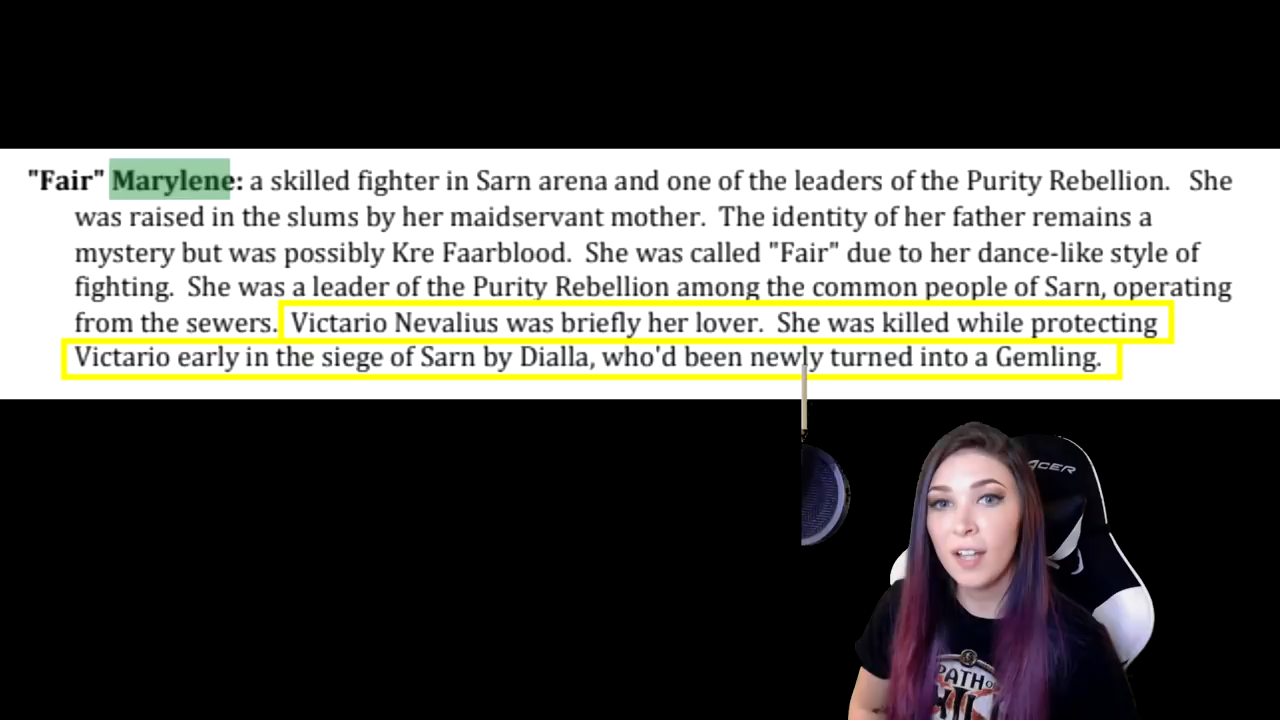 "Fair" Marylene: a skilled fighter in Sarn arena and one of the leaders of the Purity Rebellion. She
was raised in the slums by her maidservant mother. The identity of her father remains a
mystery but was possibly Kre Faarblood. She was called "Fair" due to her dance-like style of
fighting. She was a leader of the Purity Rebellion among the common people of Sarn, operating
from the sewers. Victario Nevalius was briefly her lover. She was killed while protecting
Victario early in the siege of Sarn by Dialla, who'd been newly turned into a Gemling.
ACER
PATH OF